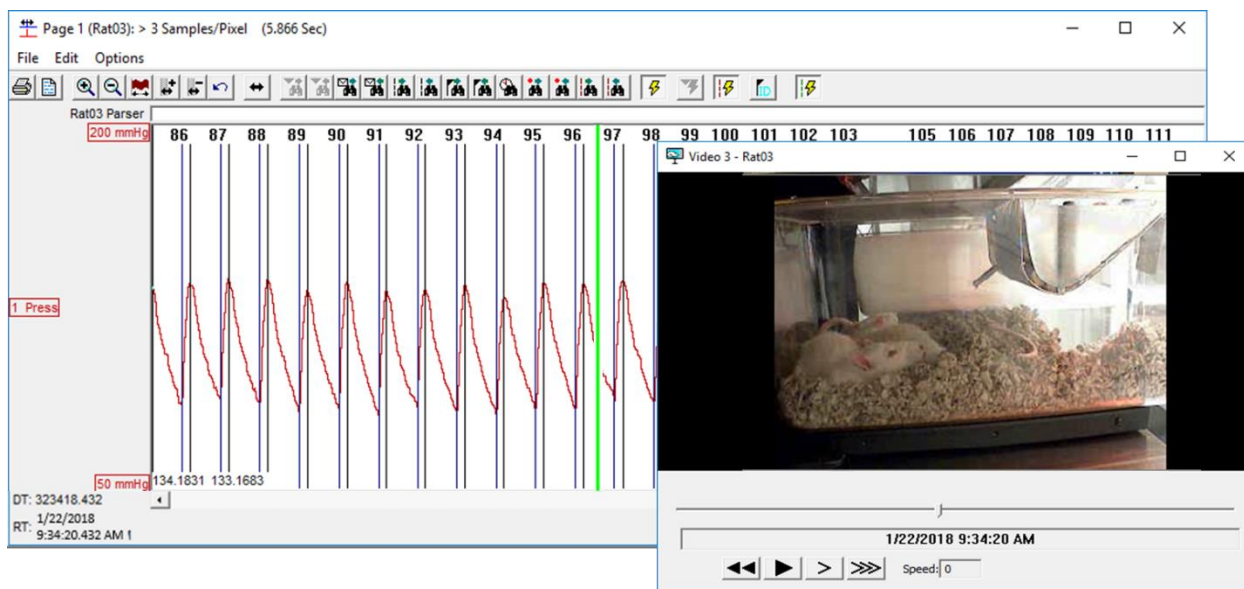 Page 1 (Rat03): > 3 Samples/Pixel (5.866 Sec)
File Edit Options
ID
Rat03 Parser
200 mmHg
86 87 88 89 90 91 92 93 94 95 96 97 98 99 100 101 102 103 105 106 107 108 109 110 111
1 Press
50 mmHg
134.1831 133.1683
DT: 323418.432
RT: 1/22/2018
9:34:20.432 AM
Video 3 - Rat03
1/22/2018 9:34:20 AM
Speed: 0